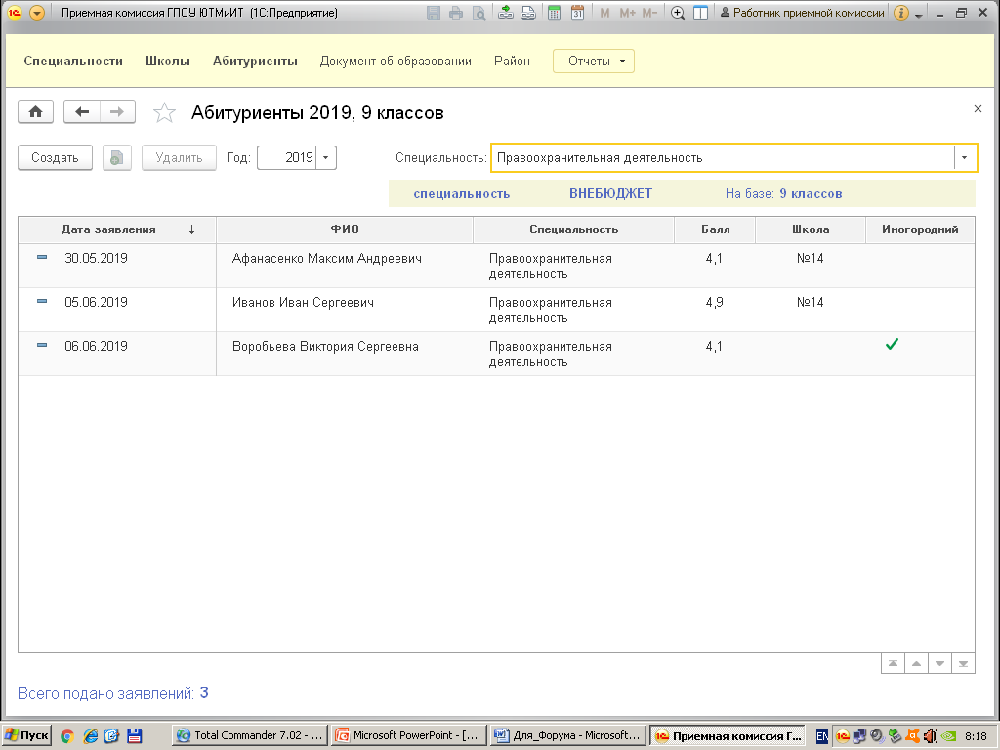 Приемная комиссия ГПОУ ЮТМиИТ (1С:Предприятие)
31 M M+ M- Работник приемной комиссии
Специальности Школы Абитуриенты Документ об образовании Район Отчеты
Абитуриенты 2019, 9 классов
Создать Удалить Год: 2019 Специальность: Правоохранительная деятельность
специальность ВНЕБЮДЖЕТ На базе: 9 классов
Дата заявления ↓ ФИО Специальность Балл Школа Иногородний
30.05.2019 Афанасенко Максим Андреевич Правоохранительная деятельность 4,1 №14
05.06.2019 Иванов Иван Сергеевич Правоохранительная деятельность 4,9 №14
06.06.2019 Воробьева Виктория Сергеевна Правоохранительная деятельность 4,1
Всего подано заявлений: 3
Пуск Total Commander 7.02 - ... Microsoft PowerPoint - [... Для_Форума - Microsoft... Приемная комиссия Г... EN 8:18